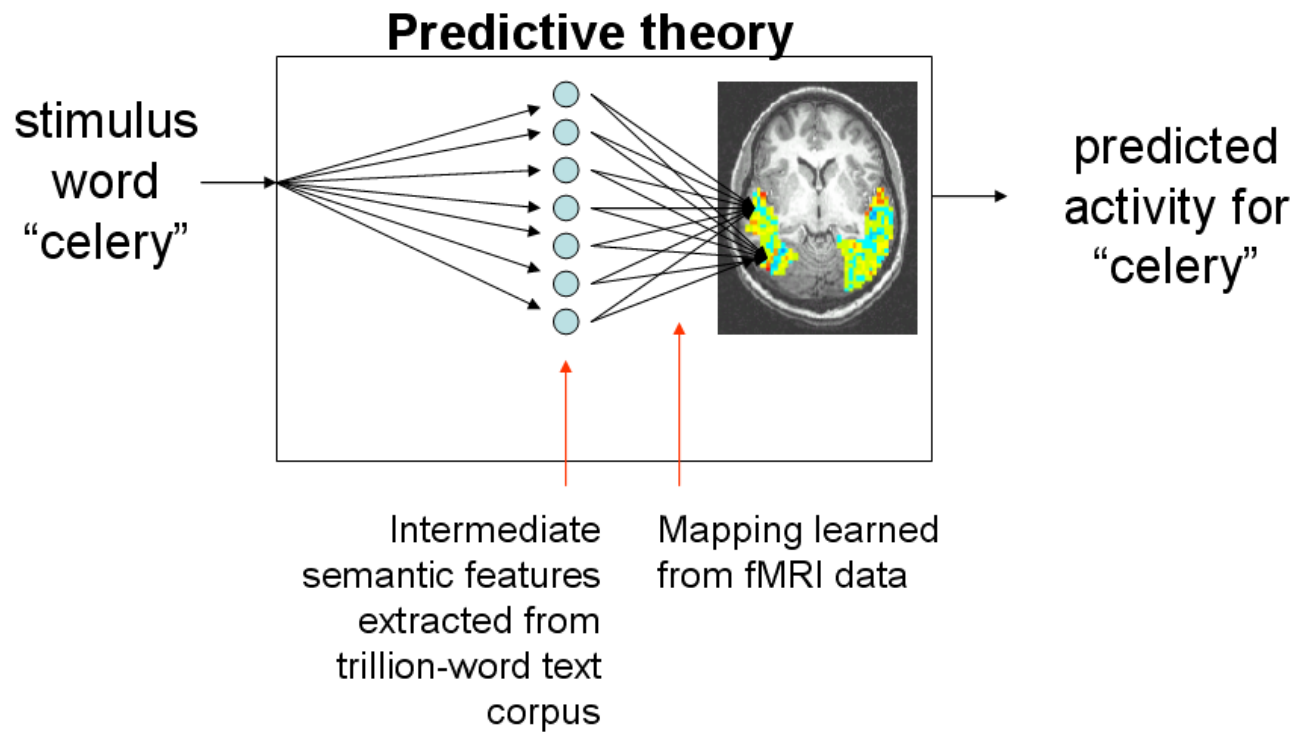 Predictive theory
stimulus
word
“celery”
predicted
activity for
“celery”
Intermediate
semantic features
extracted from
trillion-word text
corpus
Mapping learned
from fMRI data